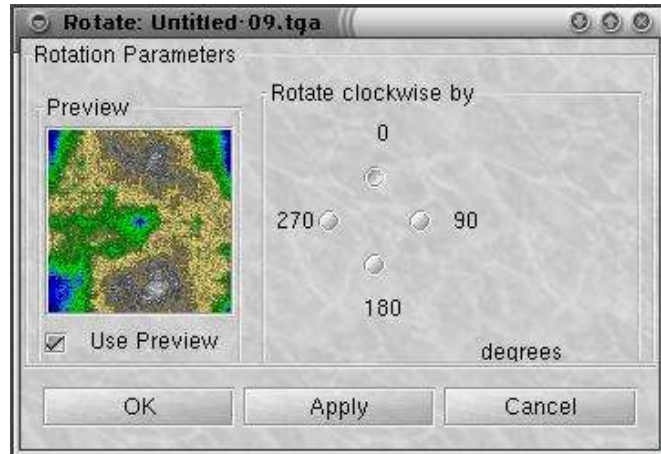 Rotate: Untitled-09.tga
Rotation Parameters
Preview
Rotate clockwise by
0
270
90
180
Use Preview
degrees
OK
Apply
Cancel